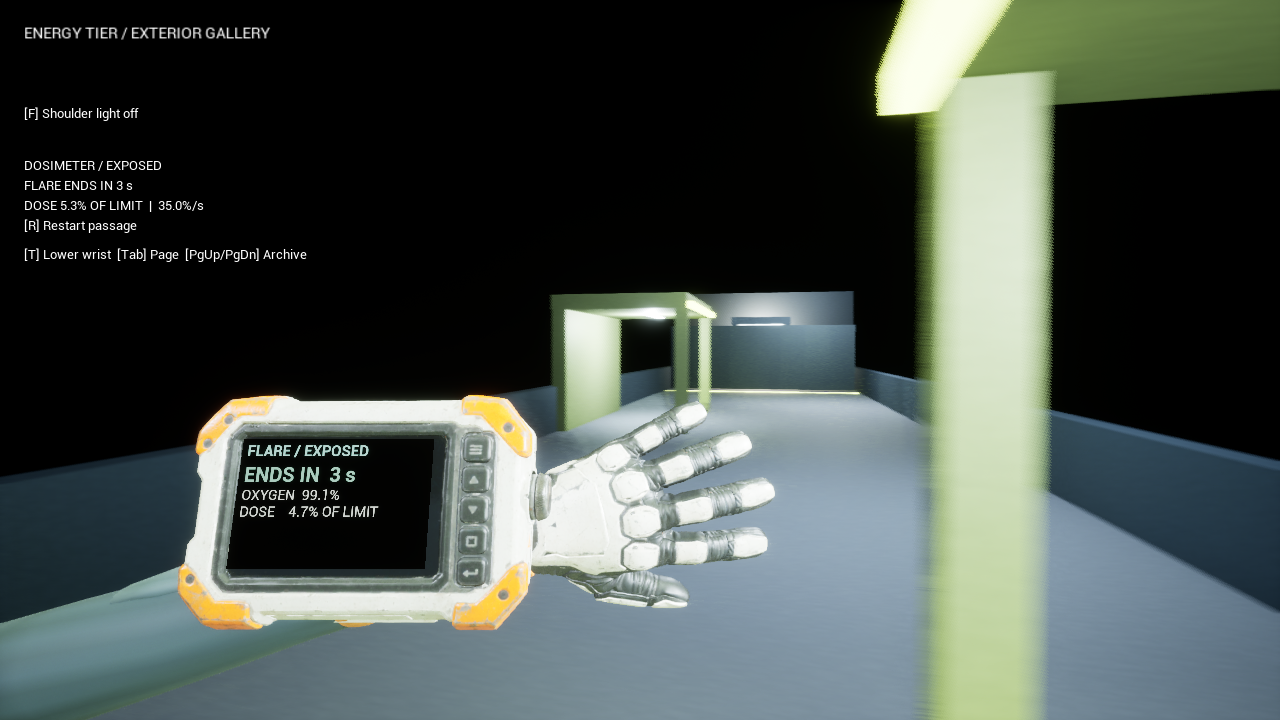 ENERGY TIER / EXTERIOR GALLERY
[F] Shoulder light off
DOSIMETER / EXPOSED
FLARE ENDS IN 3 s
DOSE 5.3% OF LIMIT | 35.0%/s
[R] Restart passage
[T] Lower wrist [Tab] Page [PgUp/PgDn] Archive
FLARE / EXPOSED
ENDS IN 3 s
OXYGEN 99.1%
DOSE 4.7% OF LIMIT